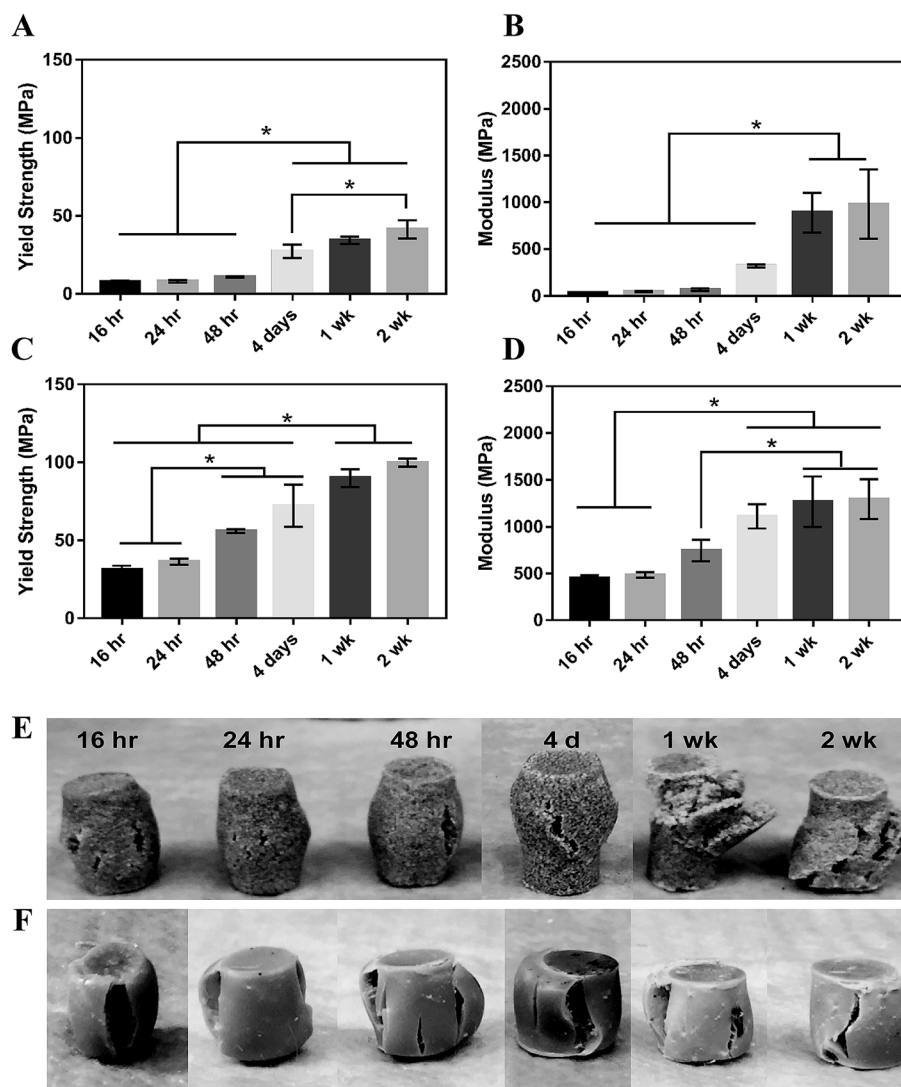 A
Yield Strength (MPa)
150
100
50
0
*
*
16 hr
24 hr
48 hr
4 days
1 wk
2 wk
B
Modulus (MPa)
2500
2000
1500
1000
500
0
*
16 hr
24 hr
48 hr
4 days
1 wk
2 wk
C
Yield Strength (MPa)
150
100
50
0
*
*
16 hr
24 hr
48 hr
4 days
1 wk
2 wk
D
Modulus (MPa)
2500
2000
1500
1000
500
0
*
*
16 hr
24 hr
48 hr
4 days
1 wk
2 wk
E
16 hr 24 hr 48 hr 4 d 1 wk 2 wk
F